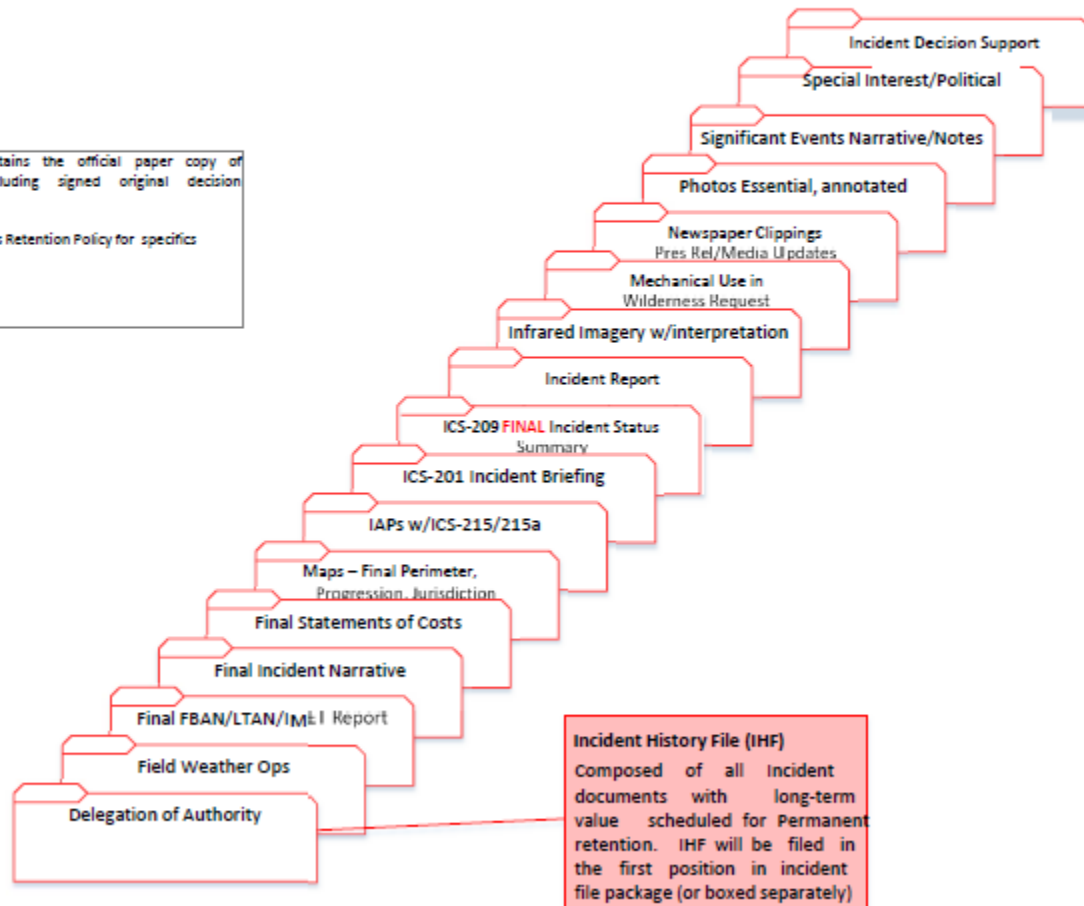 Incident Decision Support
Special Interest/Political
Significant Events Narrative/Notes
tains the official paper copy of
luding signed original decision
s Retention Policy for specifics
Photos Essential, annotated
Newspaper Clippings
Pres Rel/Media Updates
Mechanical Use in
Wilderness Request
Infrared Imagery w/interpretation
Incident Report
ICS-209 FINAL Incident Status
Summary
ICS-201 Incident Briefing
IAPs w/ICS-215/215a
Maps – Final Perimeter,
Progression, Jurisdiction
Final Statements of Costs
Final Incident Narrative
Final FBAN/LTAN/IMET Report
Field Weather Ops
Delegation of Authority
Incident History File (IHF)
Composed of all Incident
documents with long-term
value scheduled for Permanent
retention. IHF will be filed in
the first position in incident
file package (or boxed separately)